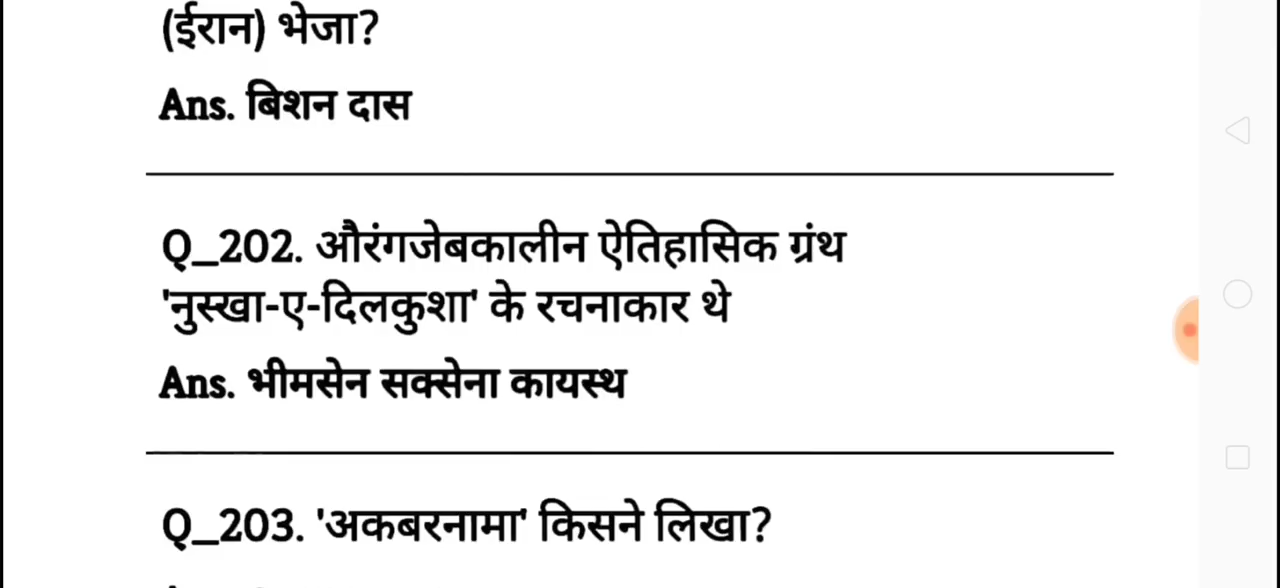 (ईरान) भेजा?
Ans. बिशन दास
Q_202. औरंगजेबकालीन ऐतिहासिक ग्रंथ
'नुस्खा-ए-दिलकुशा' के रचनाकार थे
Ans. भीमसेन सक्सेना कायस्थ
Q_203. 'अकबरनामा' किसने लिखा?